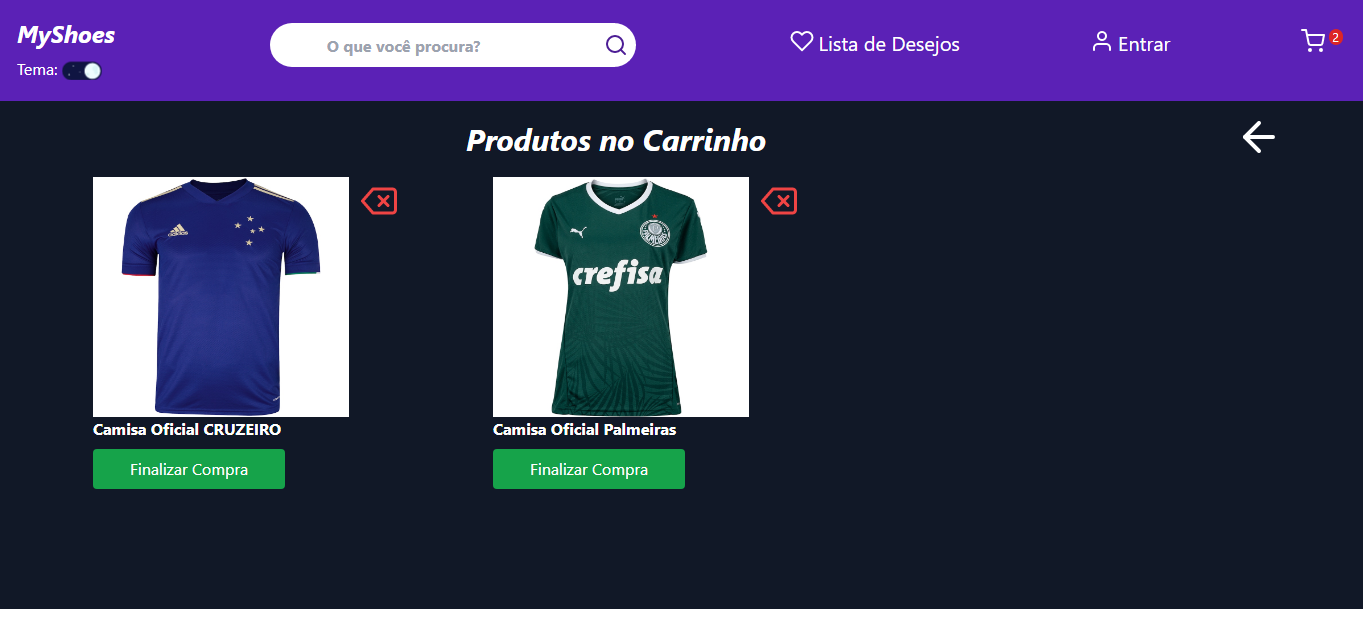 MyShoes
Tema:
O que você procura?
Lista de Desejos
Entrar
2
Produtos no Carrinho
crefisa
Camisa Oficial CRUZEIRO
Camisa Oficial Palmeiras
Finalizar Compra
Finalizar Compra